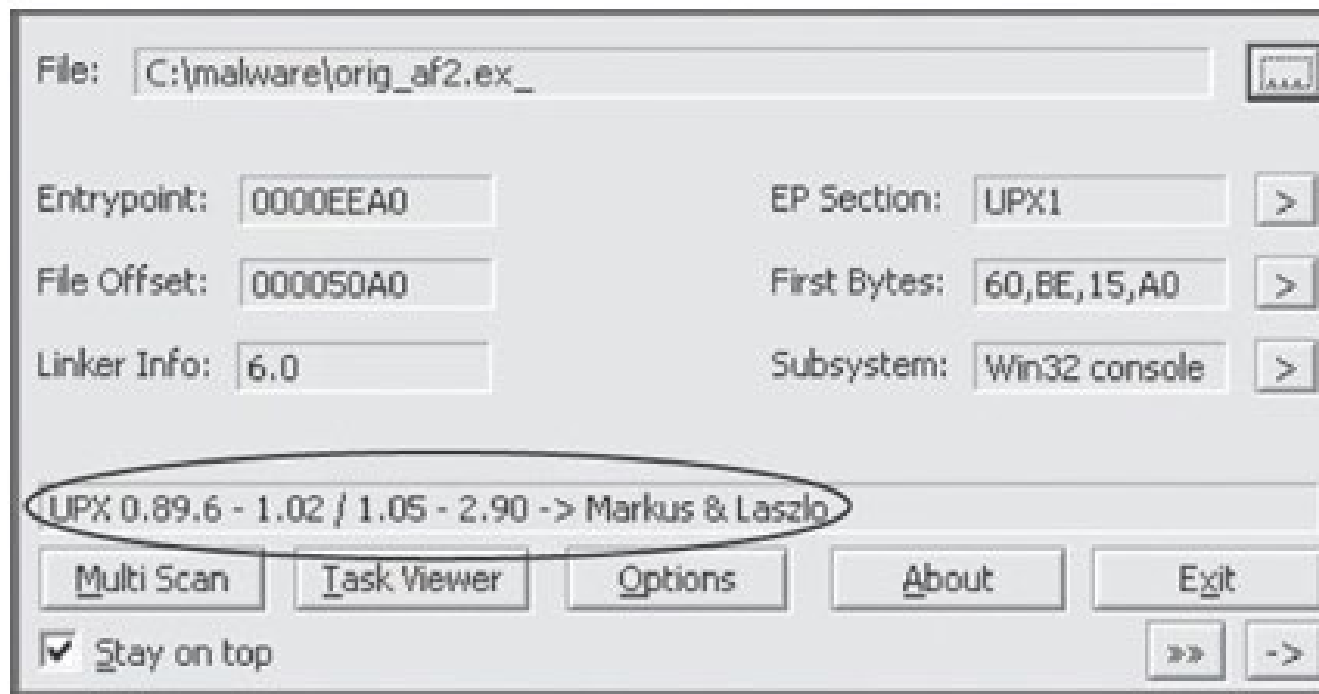 File: C:\malware\orig_af2.ex_ ...
Entrypoint: 0000EEA0 EP Section: UPX1 >
File Offset: 000050A0 First Bytes: 60,BE,15,A0 >
Linker Info: 6.0 Subsystem: Win32 console >
UPX 0.89.6 - 1.02 / 1.05 - 2.90 -> Markus & Laszlo
Multi Scan Task Viewer Options About Exit
Stay on top >> ->